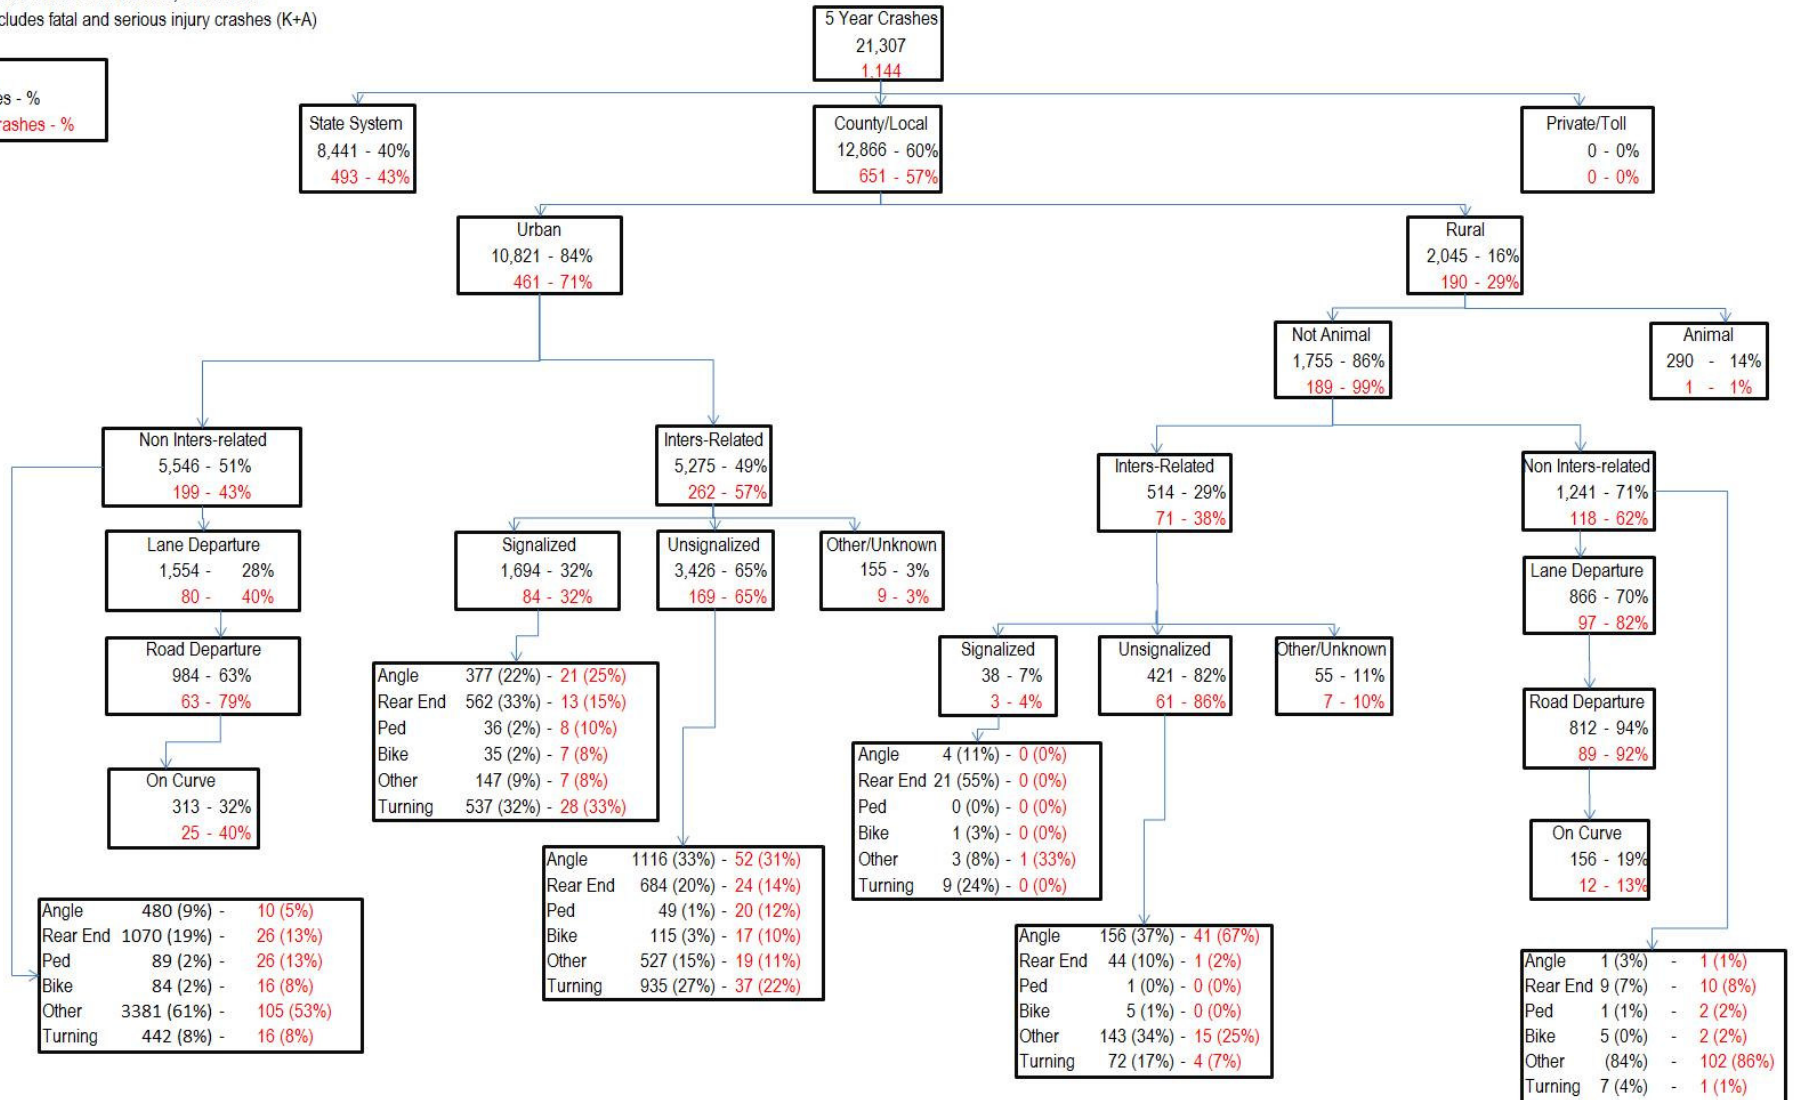 cludes fatal and serious injury crashes (K+A)
es - %
rashes - %
5 Year Crashes
21,307
1,144
State System
8,441 - 40%
493 - 43%
County/Local
12,866 - 60%
651 - 57%
Private/Toll
0 - 0%
0 - 0%
Urban
10,821 - 84%
461 - 71%
Rural
2,045 - 16%
190 - 29%
Not Animal
1,755 - 86%
189 - 99%
Animal
290 - 14%
1 - 1%
Non Inters-related
5,546 - 51%
199 - 43%
Inters-Related
5,275 - 49%
262 - 57%
Inters-Related
514 - 29%
71 - 38%
Non Inters-related
1,241 - 71%
118 - 62%
Lane Departure
1,554 - 28%
80 - 40%
Signalized
1,694 - 32%
84 - 32%
Unsignalized
3,426 - 65%
169 - 65%
Other/Unknown
155 - 3%
9 - 3%
Lane Departure
866 - 70%
97 - 82%
Road Departure
984 - 63%
63 - 79%
Signalized
38 - 7%
3 - 4%
Unsignalized
421 - 82%
61 - 86%
Other/Unknown
55 - 11%
7 - 10%
Road Departure
812 - 94%
89 - 92%
On Curve
313 - 32%
25 - 40%
On Curve
156 - 19%
12 - 13%
Angle 377 (22%) - 21 (25%)
Rear End 562 (33%) - 13 (15%)
Ped 36 (2%) - 8 (10%)
Bike 35 (2%) - 7 (8%)
Other 147 (9%) - 7 (8%)
Turning 537 (32%) - 28 (33%)
Angle 4 (11%) - 0 (0%)
Rear End 21 (55%) - 0 (0%)
Ped 0 (0%) - 0 (0%)
Bike 1 (3%) - 0 (0%)
Other 3 (8%) - 1 (33%)
Turning 9 (24%) - 0 (0%)
Angle 1116 (33%) - 52 (31%)
Rear End 684 (20%) - 24 (14%)
Ped 49 (1%) - 20 (12%)
Bike 115 (3%) - 17 (10%)
Other 527 (15%) - 19 (11%)
Turning 935 (27%) - 37 (22%)
Angle 480 (9%) - 10 (5%)
Rear End 1070 (19%) - 26 (13%)
Ped 89 (2%) - 26 (13%)
Bike 84 (2%) - 16 (8%)
Other 3381 (61%) - 105 (53%)
Turning 442 (8%) - 16 (8%)
Angle 156 (37%) - 41 (67%)
Rear End 44 (10%) - 1 (2%)
Ped 1 (0%) - 0 (0%)
Bike 5 (1%) - 0 (0%)
Other 143 (34%) - 15 (25%)
Turning 72 (17%) - 4 (7%)
Angle 1 (3%) - 1 (1%)
Rear End 9 (7%) - 10 (8%)
Ped 1 (1%) - 2 (2%)
Bike 5 (0%) - 2 (2%)
Other (84%) - 102 (86%)
Turning 7 (4%) - 1 (1%)